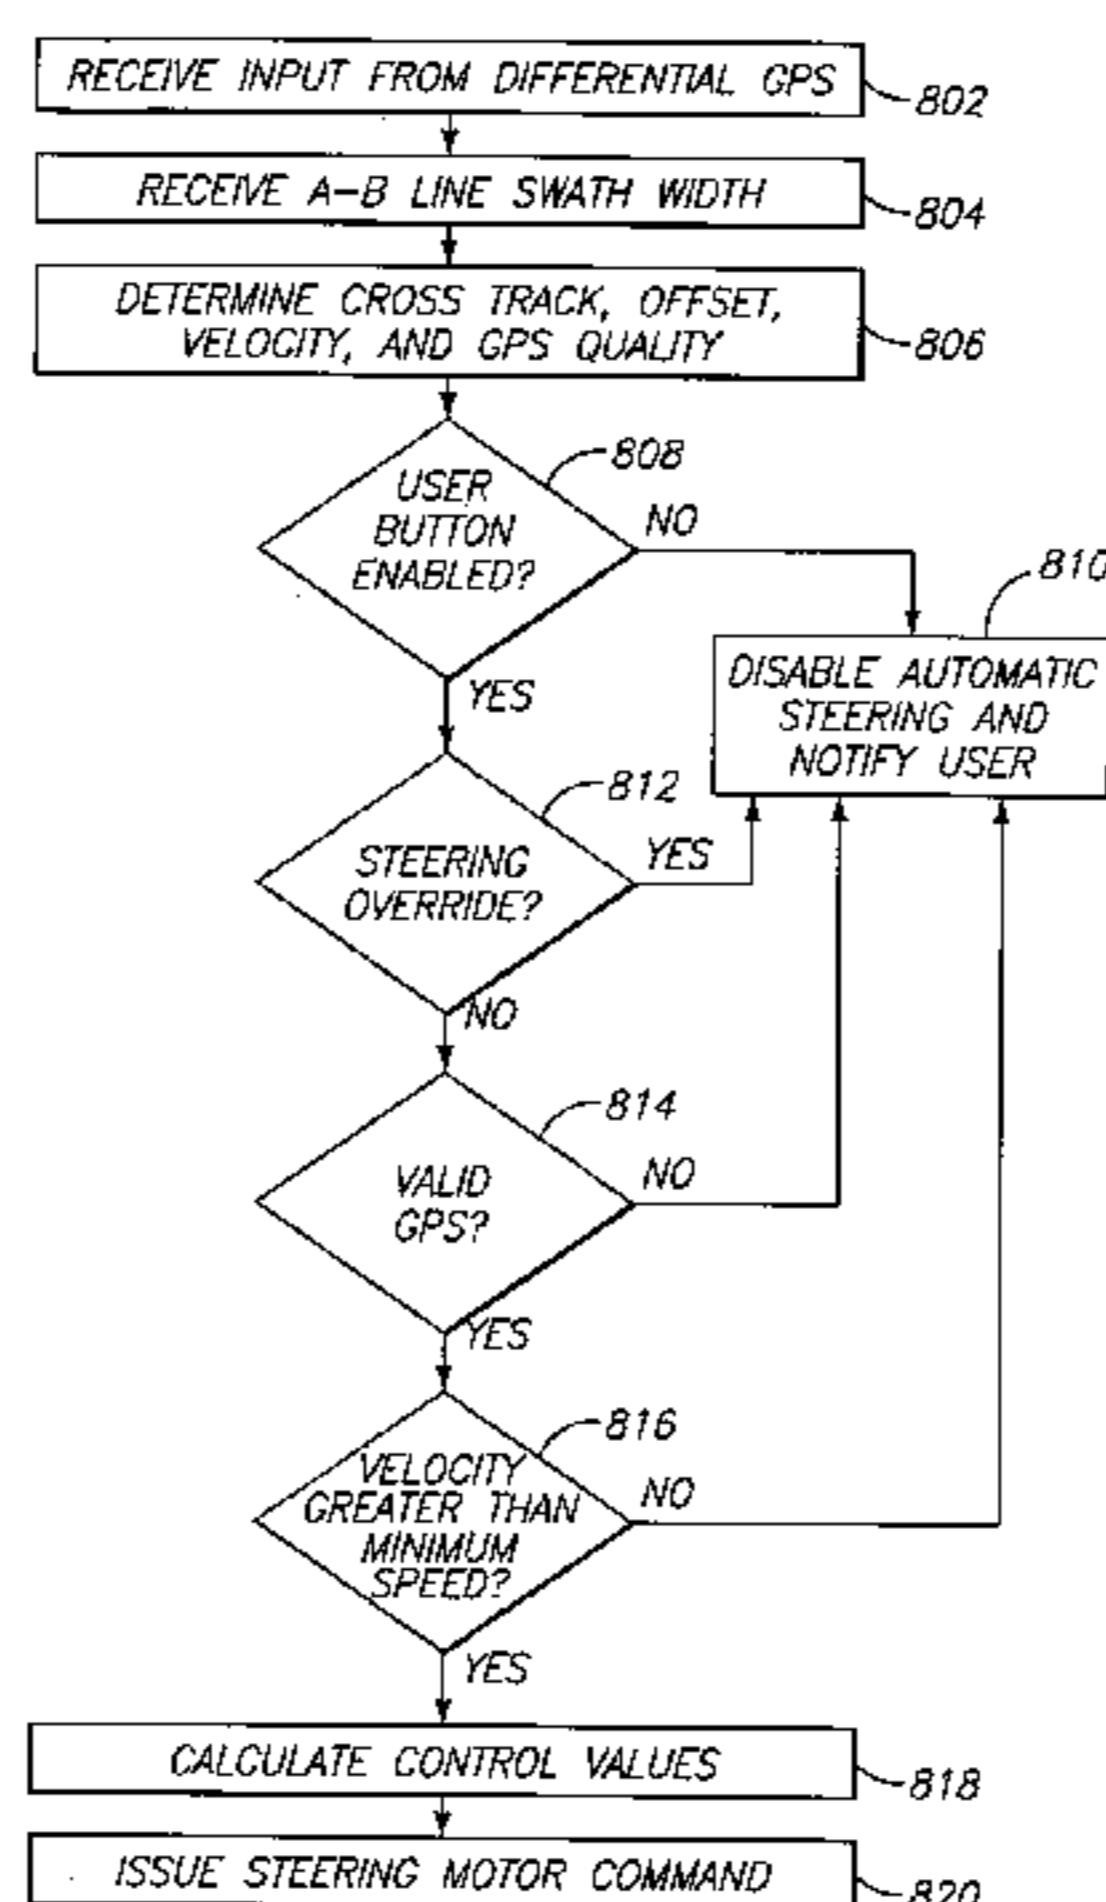 RECEIVE INPUT FROM DIFFERENTIAL GPS
802
RECEIVE A-B LINE SWATH WIDTH
804
DETERMINE CROSS TRACK, OFFSET,
VELOCITY, AND GPS QUALITY
806
808
USER
BUTTON
ENABLED?
NO
YES
810
DISABLE AUTOMATIC
STEERING AND
NOTIFY USER
812
STEERING
OVERRIDE?
YES
NO
814
VALID
GPS?
NO
YES
816
VELOCITY
GREATER THAN
MINIMUM
SPEED?
NO
YES
CALCULATE CONTROL VALUES
818
ISSUE STEERING MOTOR COMMAND
820